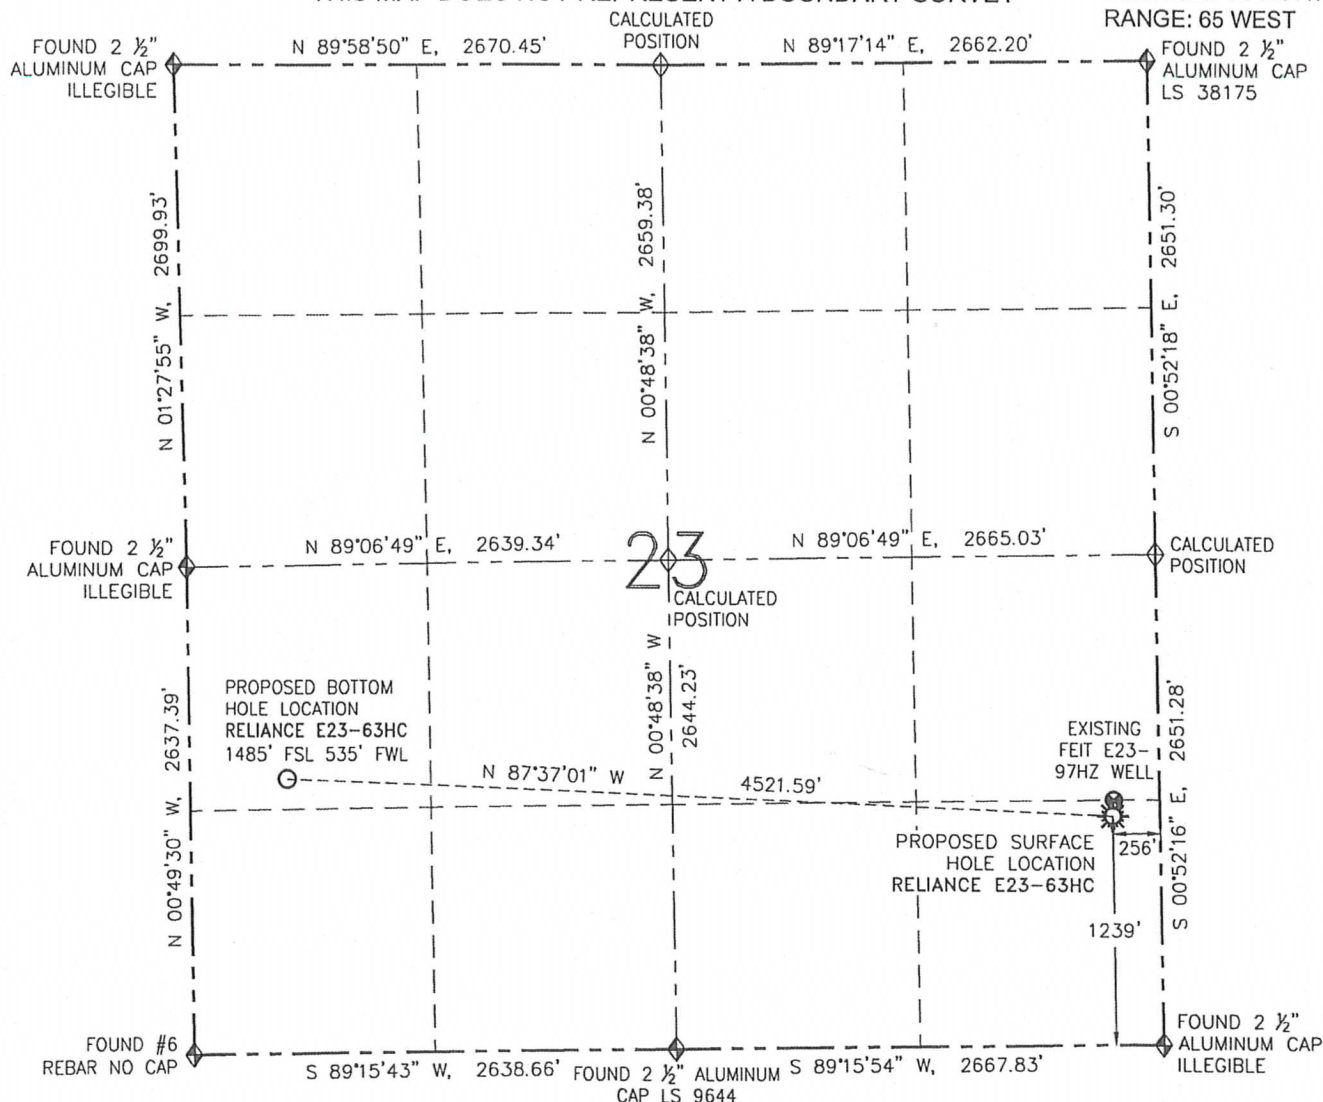 CALCULATED
POSITION
RANGE: 65 WEST
FOUND 2 ½"
ALUMINUM CAP
ILLEGIBLE
N 89°58'50" E, 2670.45'
N 89°17'14" E, 2662.20'
FOUND 2 ½"
ALUMINUM CAP
LS 38175
N 01°27'55" W, 2699.93'
N 00°48'38" W, 2659.38'
S 00°52'18" E, 2651.30'
FOUND 2 ½"
ALUMINUM CAP
ILLEGIBLE
N 89°06'49" E, 2639.34'
23
N 89°06'49" E, 2665.03'
CALCULATED
POSITION
CALCULATED
POSITION
N 00°49'30" W, 2637.39'
PROPOSED BOTTOM
HOLE LOCATION
RELIANCE E23-63HC
1485' FSL 535' FWL
N 00°48'38" W
2644.23'
N 87°37'01" W
4521.59'
EXISTING
FEIT E23-
97HZ WELL
S 00°52'16" E, 2651.28'
PROPOSED SURFACE
HOLE LOCATION
RELIANCE E23-63HC
256'
1239'
FOUND #6
REBAR NO CAP
S 89°15'43" W, 2638.66'
FOUND 2 ½" ALUMINUM
CAP LS 9644
S 89°15'54" W, 2667.83'
FOUND 2 ½"
ALUMINUM CAP
ILLEGIBLE